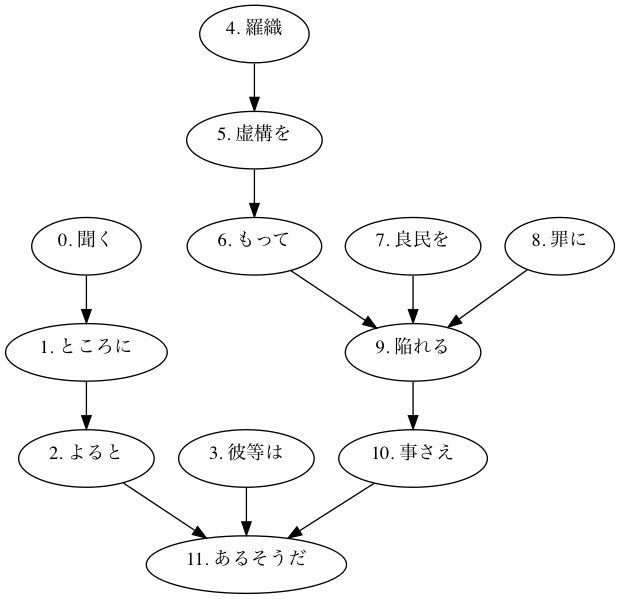 4. 羅織
5. 虚構を
0. 聞く
6. もって
7. 良民を
8. 罪に
1. ところに
9. 陥れる
2. よると
3. 彼等は
10. 事さえ
11. あるそうだ